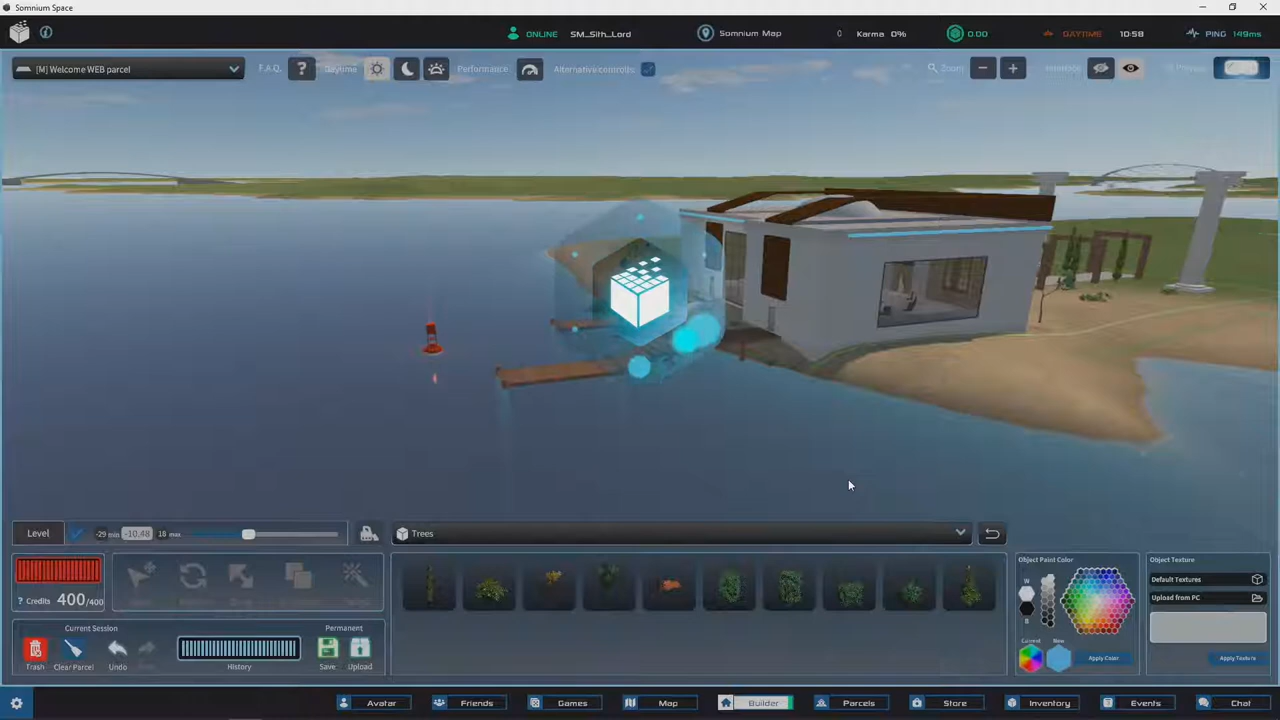 Somnium Space
ONLINE SM_Sith_Lord Somnium Map 0 Karma 0% 0.00 DAYTIME 10:58 PING 149ms
[M] Welcome WEB parcel F.A.Q. ? Daytime Performance Alternative controls Zoom Interface Preview
Level -29 min -10.48 18 max Trees
? Credits 400/400
Object Paint Color
W
B
Current New
Apply Color
Object Texture
Default Textures
Upload from PC
Apply Texture
Current Session Permanent
Trash Clear Parcel Undo History Save Upload
Avatar Friends Games Map Builder Parcels Store Inventory Events Chat